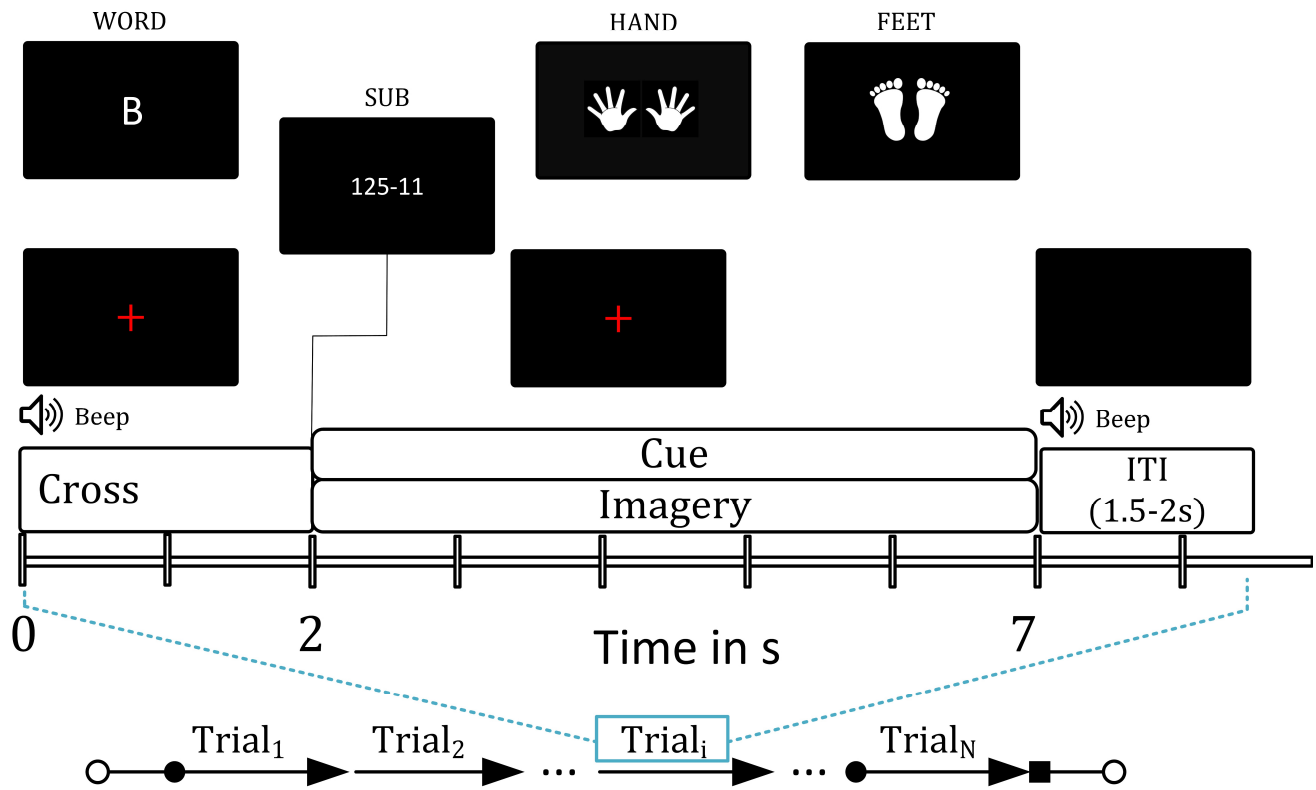 WORD
HAND
FEET
B
SUB
125-11
Beep
Beep
Cue
Cross
Imagery
ITI
(1.5-2s)
0
2
Time in s
7
Trial₁
Trial₂
Trialᵢ
Trial_N
...
...